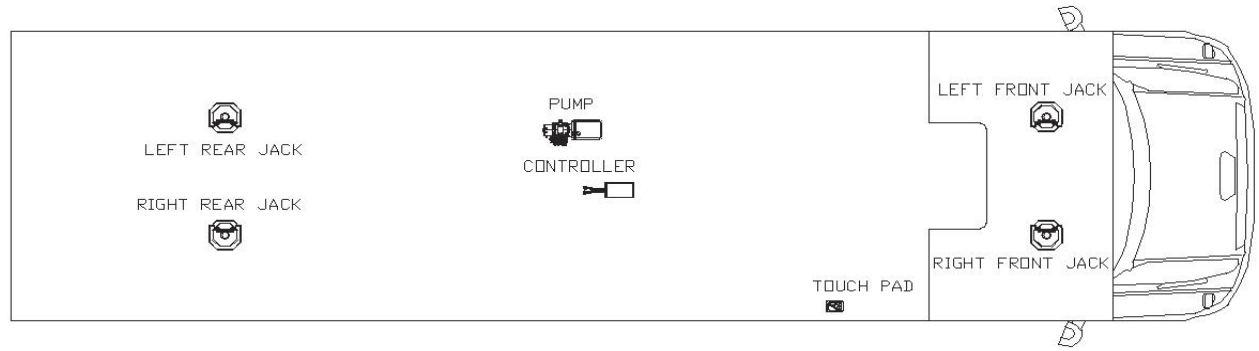 PUMP
LEFT FRONT JACK
LEFT REAR JACK
CONTROLLER
RIGHT REAR JACK
RIGHT FRONT JACK
TOUCH PAD